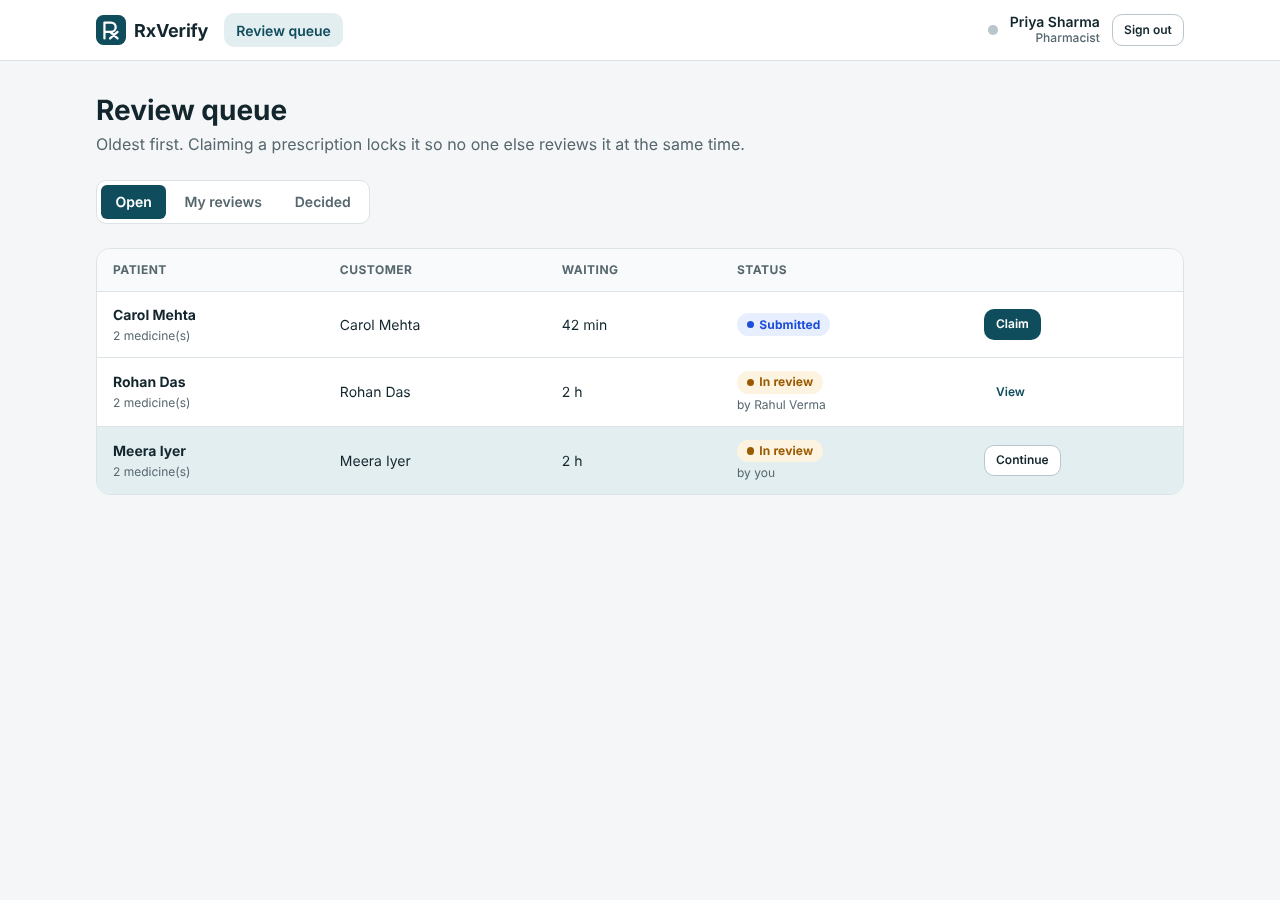 RxVerify
Review queue
Priya Sharma
Pharmacist
Sign out
Review queue
Oldest first. Claiming a prescription locks it so no one else reviews it at the same time.
Open My reviews Decided
PATIENT CUSTOMER WAITING STATUS
Carol Mehta
2 medicine(s)
Carol Mehta 42 min Submitted Claim
Rohan Das
2 medicine(s)
Rohan Das 2 h In review
by Rahul Verma
View
Meera Iyer
2 medicine(s)
Meera Iyer 2 h In review
by you
Continue